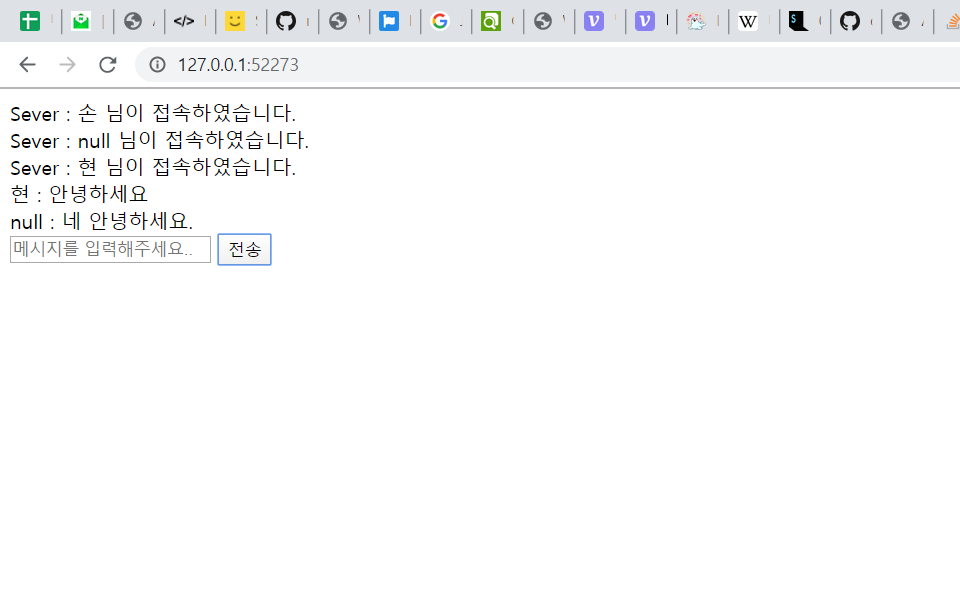 127.0.0.1:52273
Sever : 손 님이 접속하였습니다.
Sever : null 님이 접속하였습니다.
Sever : 현 님이 접속하였습니다.
현 : 안녕하세요
null : 네 안녕하세요.
메시지를 입력해주세요.. 전송